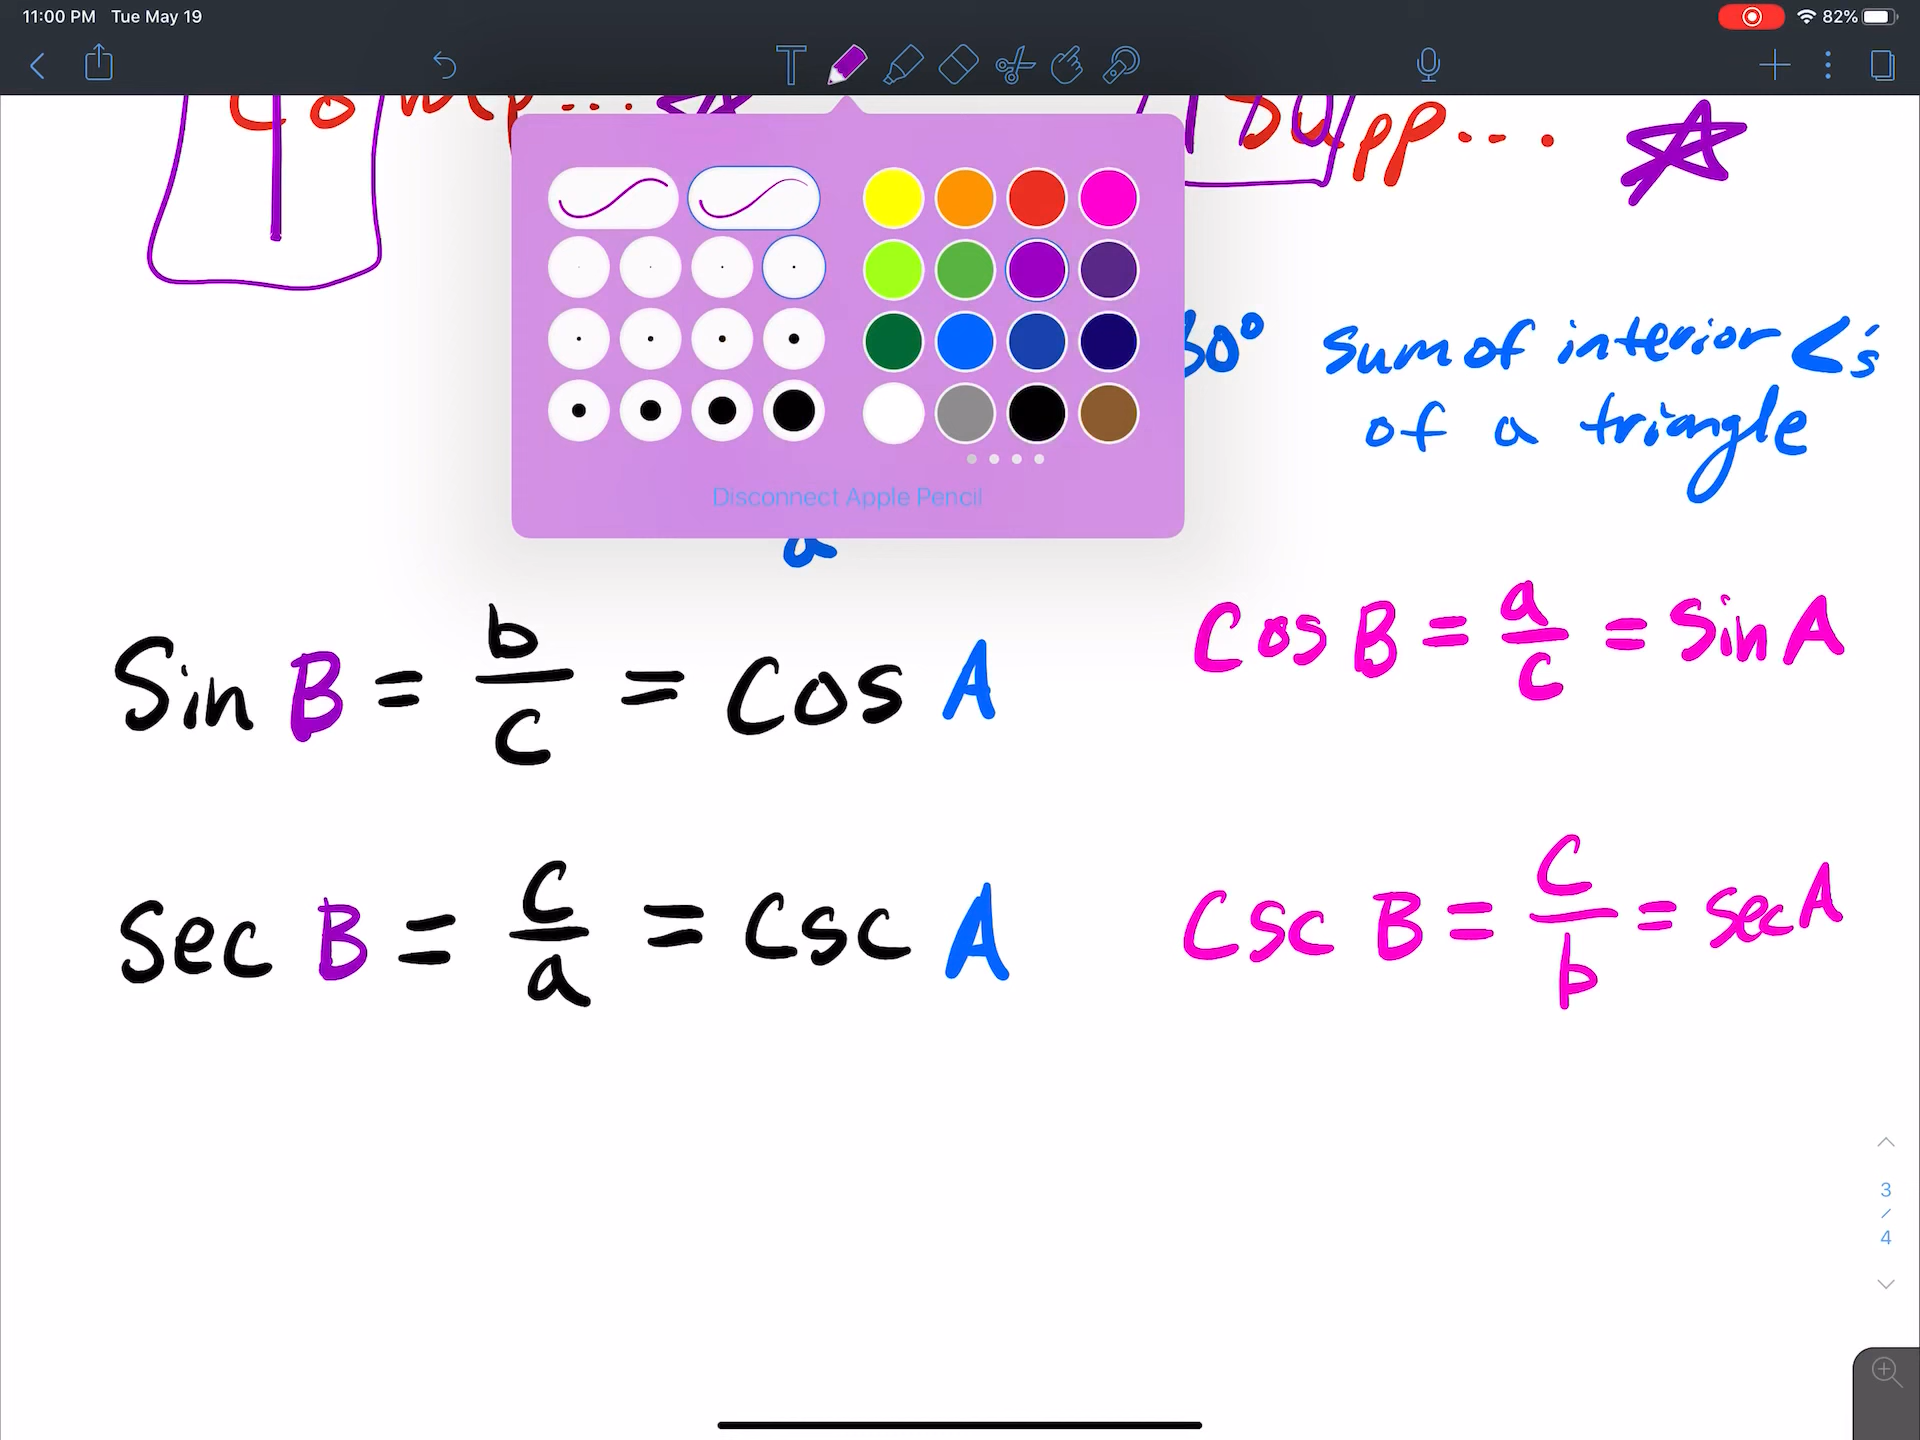 11:00 PM Tue May 19 82%
supp...
Disconnect Apple Pencil
sum of interior <'s
of a triangle
a
Sin B = b/c = Cos A
Cos B = a/c = Sin A
Sec B = c/a = Csc A
Csc B = c/b = sec A
3
/
4